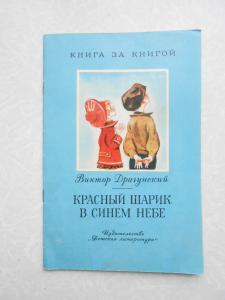 КНИГА ЗА КНИГОЙ
Виктор Драгунский
КРАСНЫЙ ШАРИК
В СИНЕМ НЕБЕ
Издательство
„Детская литература“